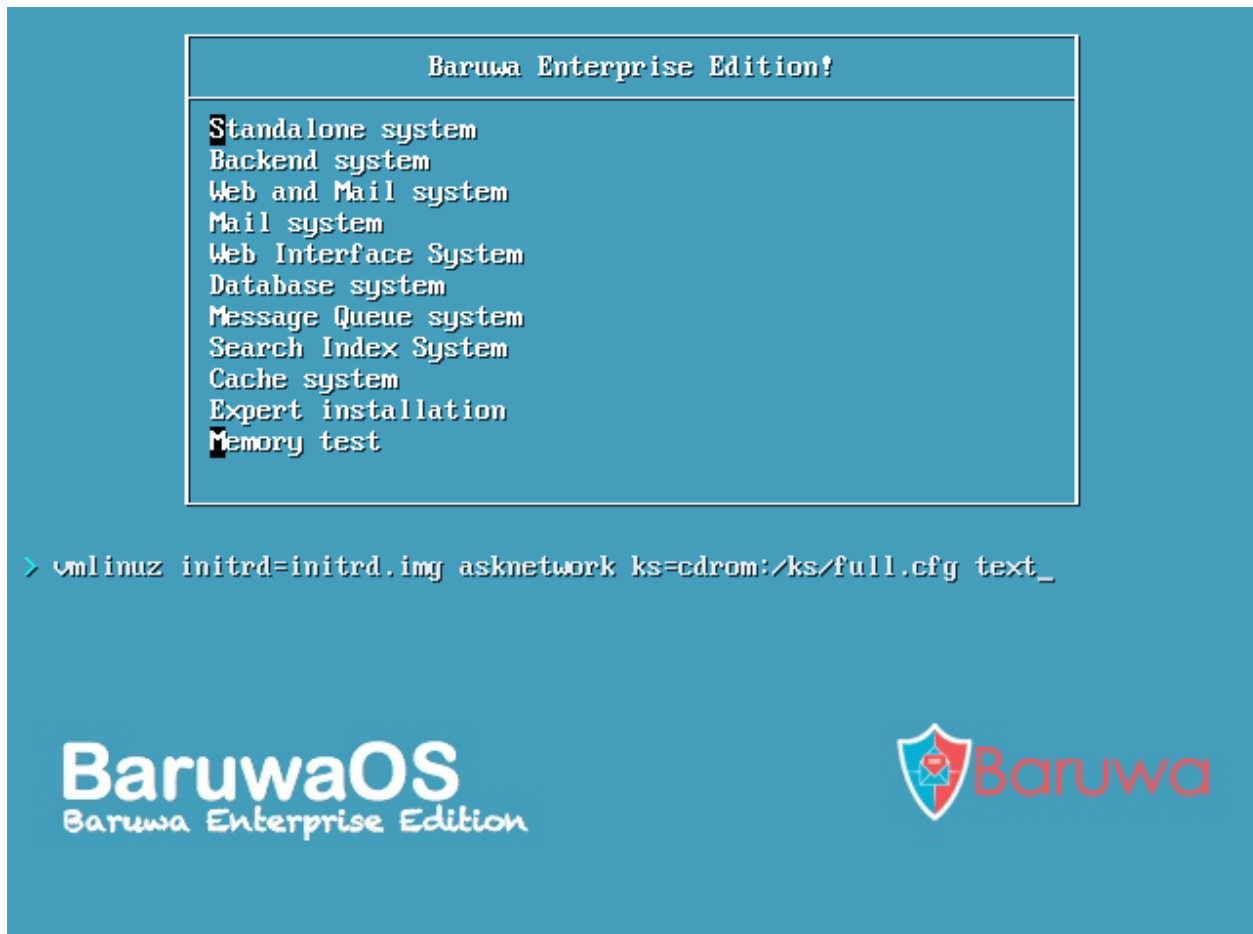 Baruwa Enterprise Edition!
Standalone system
Backend system
Web and Mail system
Mail system
Web Interface System
Database system
Message Queue system
Search Index System
Cache system
Expert installation
Memory test
> vmlinuz initrd=initrd.img asknetwork ks=cdrom:/ks/full.cfg text_
BaruwaOS
Baruwa Enterprise Edition
Baruwa